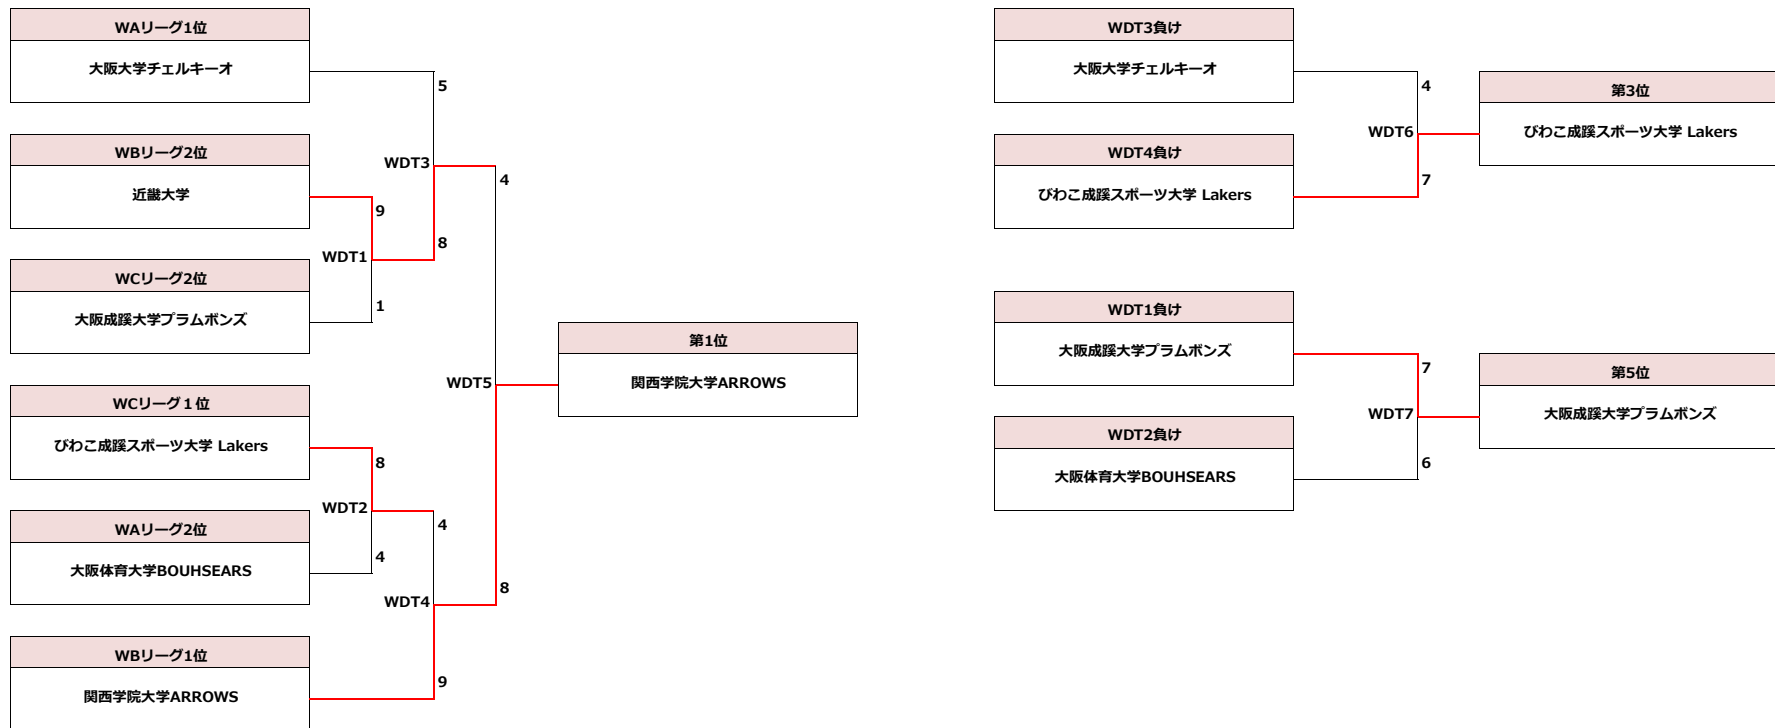 WAリーグ1位
大阪大学チェルキーオ
5
WBリーグ2位
WDT3
4
近畿大学
9
8
WDT1
WCリーグ2位
1
大阪成蹊大学プラムボンズ
第1位
WDT5
関西学院大学ARROWS
WCリーグ１位
びわこ成蹊スポーツ大学 Lakers
8
WDT2
4
WAリーグ2位
4
大阪体育大学BOUHSEARS
8
WDT4
WBリーグ1位
9
関西学院大学ARROWS
WDT3負け
大阪大学チェルキーオ
4
第3位
WDT6
びわこ成蹊スポーツ大学 Lakers
WDT4負け
7
びわこ成蹊スポーツ大学 Lakers
WDT1負け
大阪成蹊大学プラムボンズ
7
第5位
WDT7
大阪成蹊大学プラムボンズ
WDT2負け
6
大阪体育大学BOUHSEARS